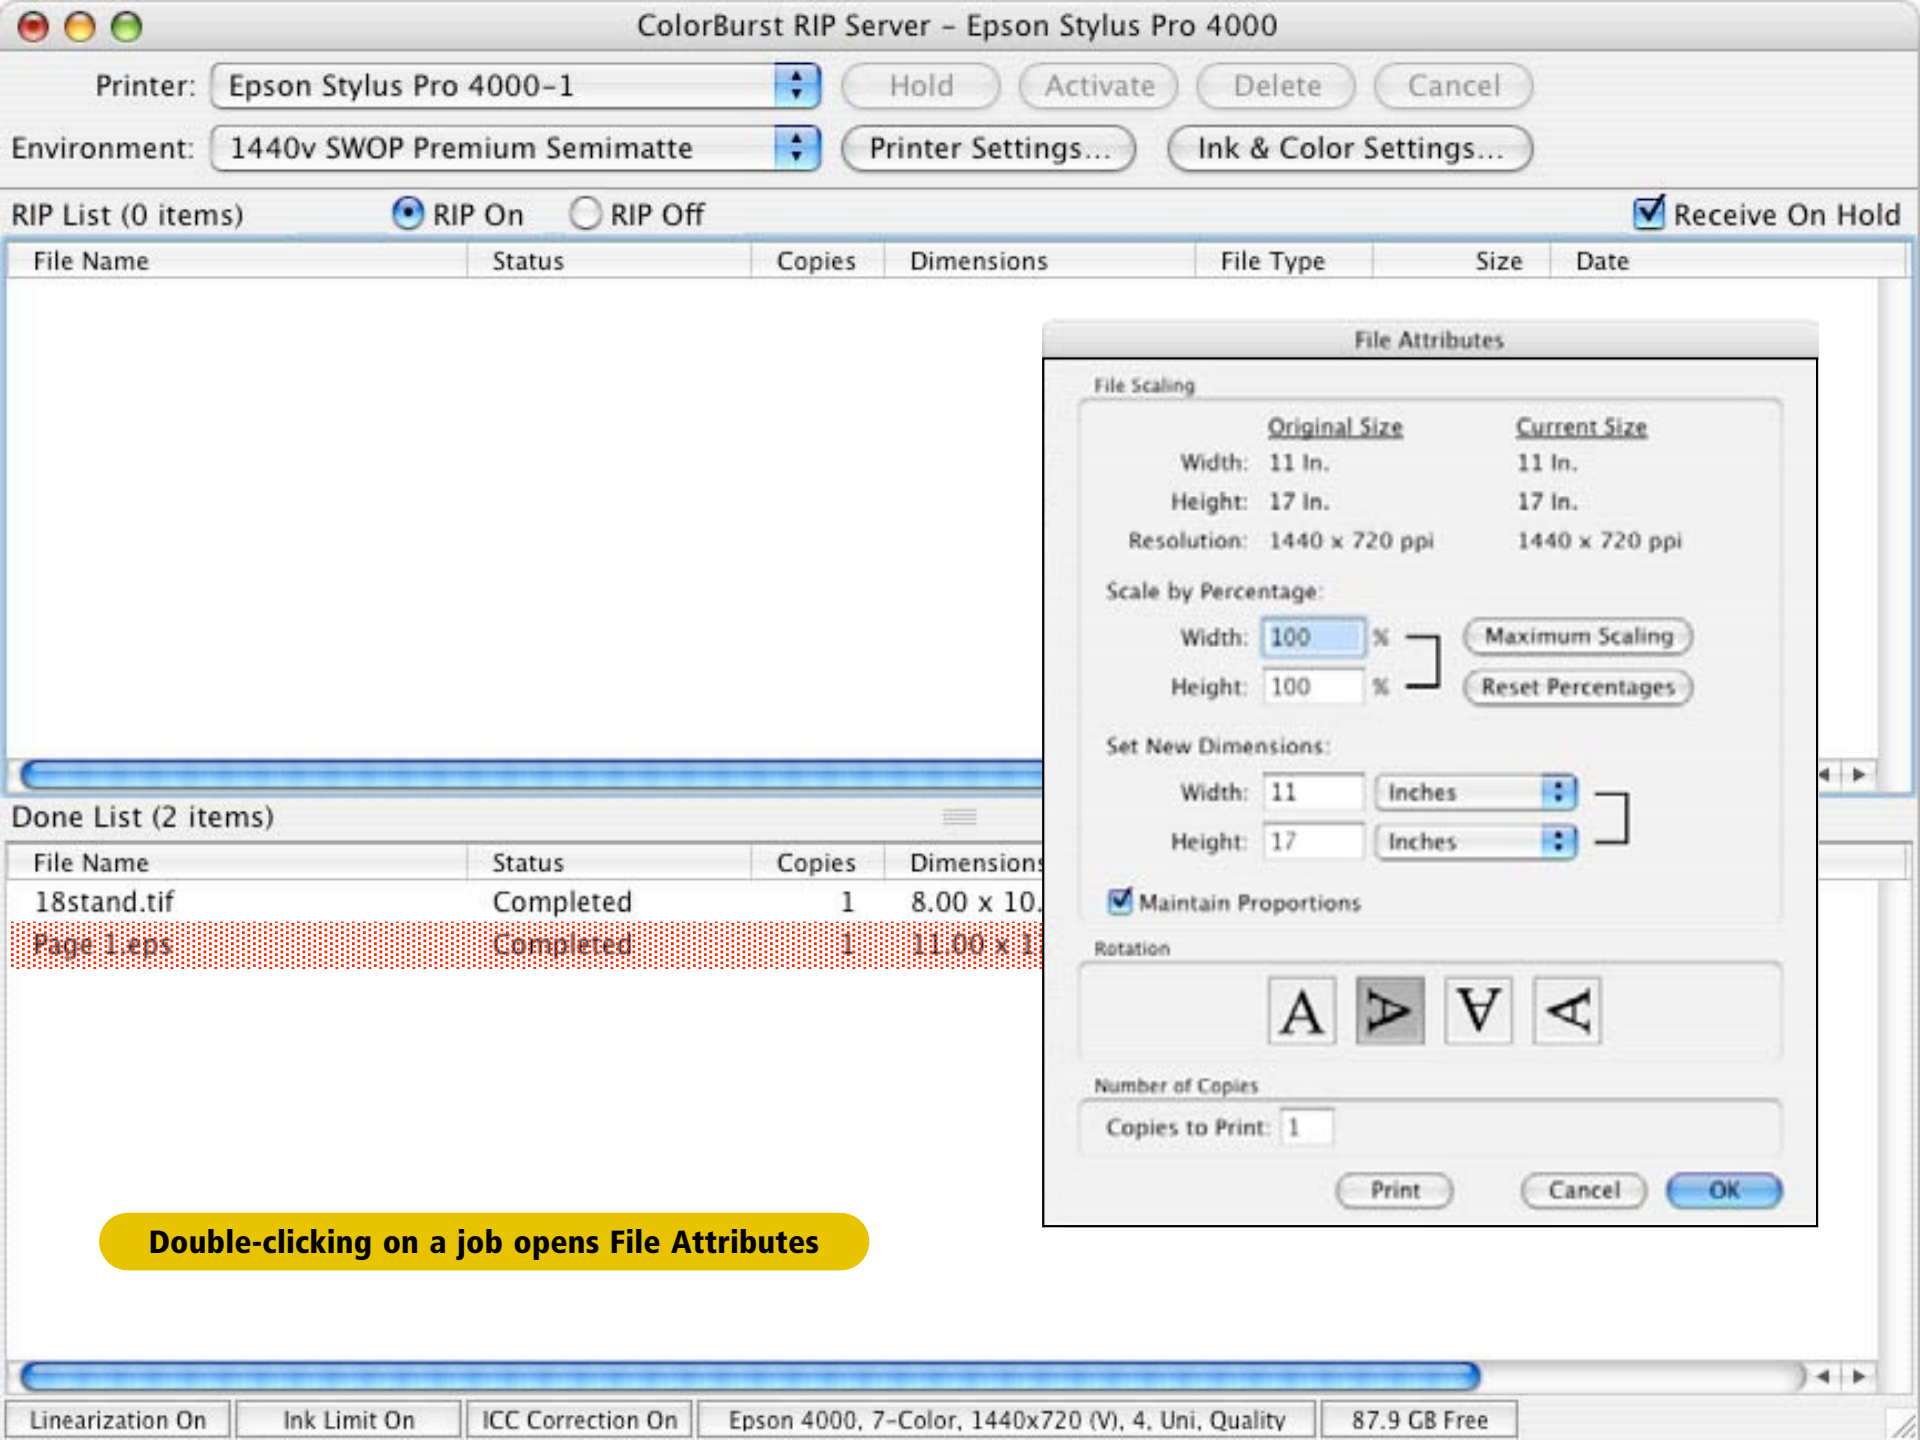 ColorBurst RIP Server – Epson Stylus Pro 4000
Printer: Epson Stylus Pro 4000-1 Hold Activate Delete Cancel
Environment: 1440v SWOP Premium Semimatte Printer Settings... Ink & Color Settings...
RIP List (0 items) RIP On RIP Off Receive On Hold
File Name Status Copies Dimensions File Type Size Date
File Attributes
File Scaling
Original Size Current Size
Width: 11 In. 11 In.
Height: 17 In. 17 In.
Resolution: 1440 x 720 ppi 1440 x 720 ppi
Scale by Percentage:
Width: 100 % Maximum Scaling
Height: 100 % Reset Percentages
Set New Dimensions:
Width: 11 Inches
Height: 17 Inches
Maintain Proportions
Rotation
A A A A
Number of Copies
Copies to Print: 1
Print Cancel OK
Done List (2 items)
File Name Status Copies Dimensions
18stand.tif Completed 1 8.00 x 10.
Page 1.eps Completed 1 11.00 x 1
Double-clicking on a job opens File Attributes
Linearization On Ink Limit On ICC Correction On Epson 4000, 7-Color, 1440x720 (V), 4, Uni, Quality 87.9 GB Free